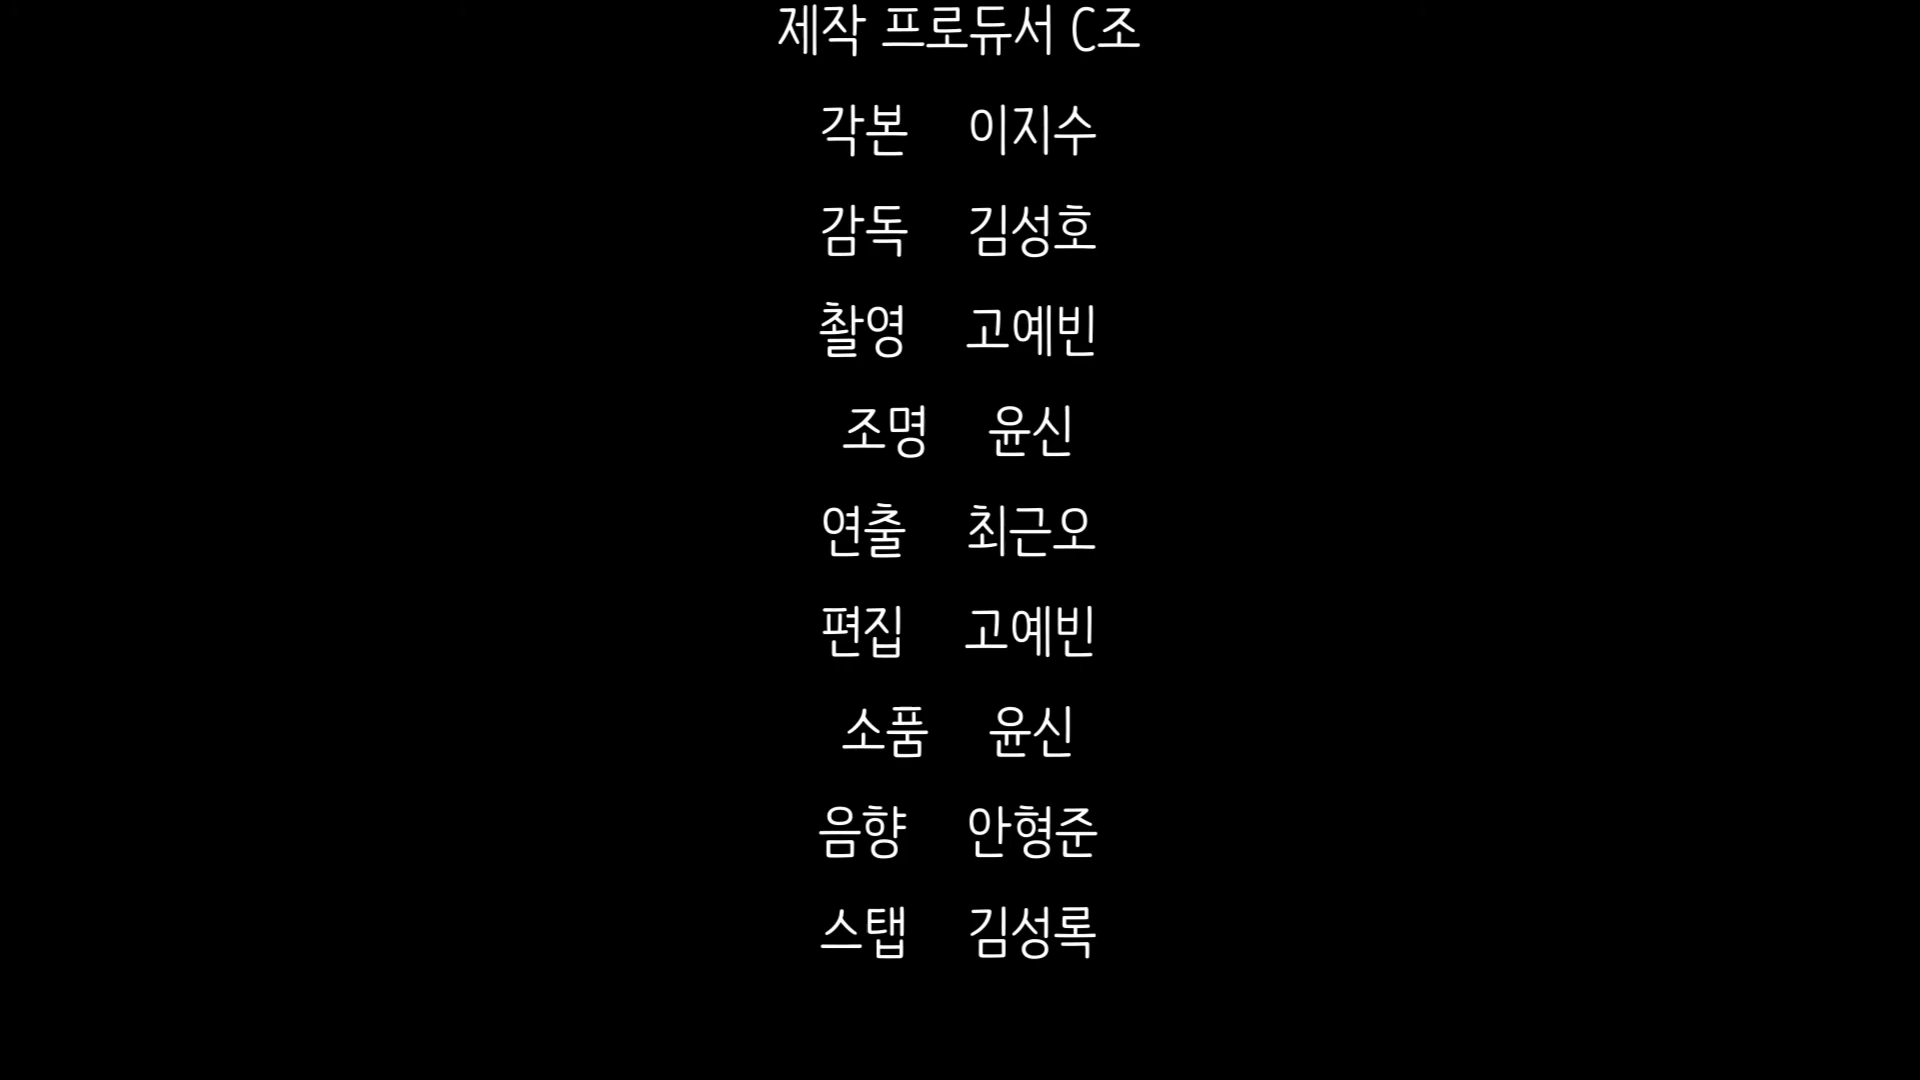 제작 프로듀서 C조
각본 이지수
감독 김성호
촬영 고예빈
조명 윤신
연출 최근오
편집 고예빈
소품 윤신
음향 안형준
스탭 김성록